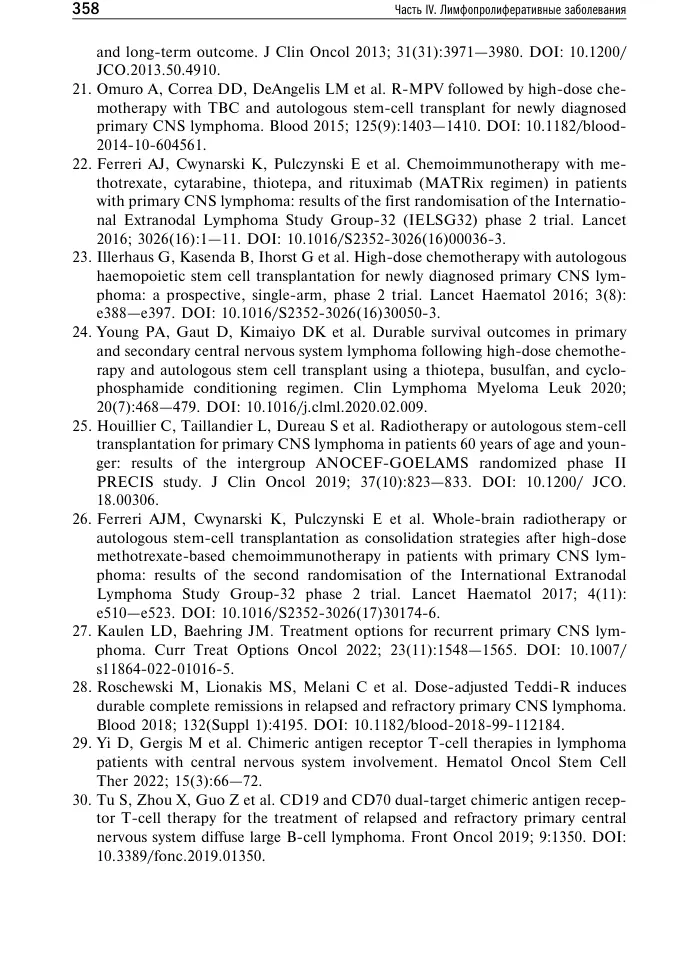 358
Часть IV. Лимфопролиферативные заболевания
and long-term outcome. J Clin Oncol 2013; 31(31):3971—3980. DOI: 10.1200/
JCO.2013.50.4910.
21. Omuro A, Correa DD, DeAngelis LM et al. R-MPV followed by high-dose che-
motherapy with TBC and autologous stem-cell transplant for newly diagnosed
primary CNS lymphoma. Blood 2015; 125(9):1403—1410. DOI: 10.1182/blood-
2014-10-604561.
22. Ferreri AJ, Cwynarski K, Pulczynski E et al. Chemoimmunotherapy with me-
thotrexate, cytarabine, thiotepa, and rituximab (MATRix regimen) in patients
with primary CNS lymphoma: results of the first randomisation of the Internatio-
nal Extranodal Lymphoma Study Group-32 (IELSG32) phase 2 trial. Lancet
2016; 3026(16):1—11. DOI: 10.1016/S2352-3026(16)00036-3.
23. Illerhaus G, Kasenda B, Ihorst G et al. High-dose chemotherapy with autologous
haemopoietic stem cell transplantation for newly diagnosed primary CNS lym-
phoma: a prospective, single-arm, phase 2 trial. Lancet Haematol 2016; 3(8):
e388—e397. DOI: 10.1016/S2352-3026(16)30050-3.
24. Young PA, Gaut D, Kimaiyo DK et al. Durable survival outcomes in primary
and secondary central nervous system lymphoma following high-dose chemothe-
rapy and autologous stem cell transplant using a thiotepa, busulfan, and cyclo-
phosphamide conditioning regimen. Clin Lymphoma Myeloma Leuk 2020;
20(7):468—479. DOI: 10.1016/j.clml.2020.02.009.
25. Houillier C, Taillandier L, Dureau S et al. Radiotherapy or autologous stem-cell
transplantation for primary CNS lymphoma in patients 60 years of age and youn-
ger: results of the intergroup ANOCEF-GOELAMS randomized phase II
PRECIS study. J Clin Oncol 2019; 37(10):823—833. DOI: 10.1200/ JCO.
18.00306.
26. Ferreri AJM, Cwynarski K, Pulczynski E et al. Whole-brain radiotherapy or
autologous stem-cell transplantation as consolidation strategies after high-dose
methotrexate-based chemoimmunotherapy in patients with primary CNS lym-
phoma: results of the second randomisation of the International Extranodal
Lymphoma Study Group-32 phase 2 trial. Lancet Haematol 2017; 4(11):
e510—e523. DOI: 10.1016/S2352-3026(17)30174-6.
27. Kaulen LD, Baehring JM. Treatment options for recurrent primary CNS lym-
phoma. Curr Treat Options Oncol 2022; 23(11):1548—1565. DOI: 10.1007/
s11864-022-01016-5.
28. Roschewski M, Lionakis MS, Melani C et al. Dose-adjusted Teddi-R induces
durable complete remissions in relapsed and refractory primary CNS lymphoma.
Blood 2018; 132(Suppl 1):4195. DOI: 10.1182/blood-2018-99-112184.
29. Yi D, Gergis M et al. Chimeric antigen receptor T-cell therapies in lymphoma
patients with central nervous system involvement. Hematol Oncol Stem Cell
Ther 2022; 15(3):66—72.
30. Tu S, Zhou X, Guo Z et al. CD19 and CD70 dual-target chimeric antigen recep-
tor T-cell therapy for the treatment of relapsed and refractory primary central
nervous system diffuse large B-cell lymphoma. Front Oncol 2019; 9:1350. DOI:
10.3389/fonc.2019.01350.